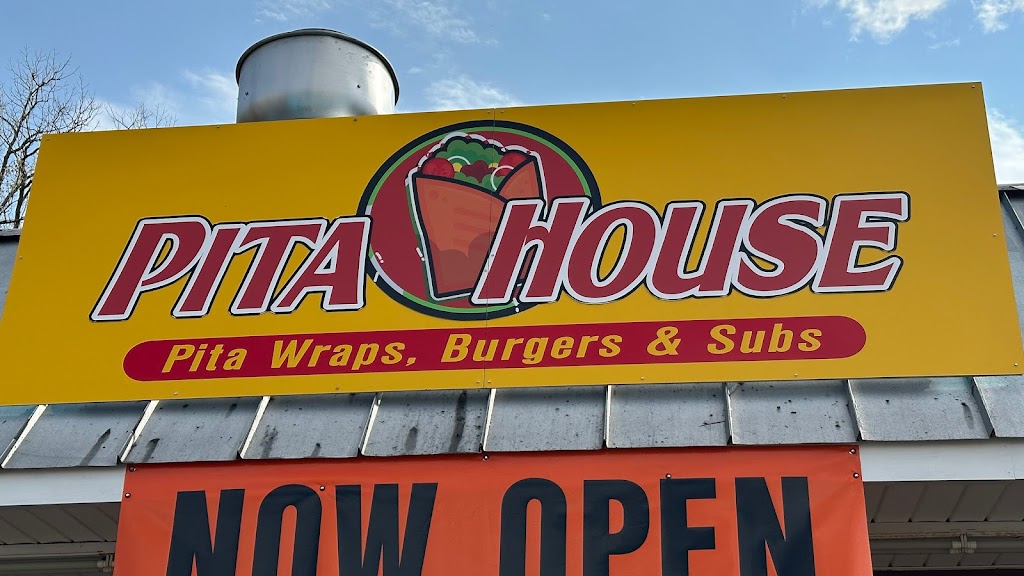 PITA HOUSE
Pita Wraps, Burgers & Subs
NOW OPEN